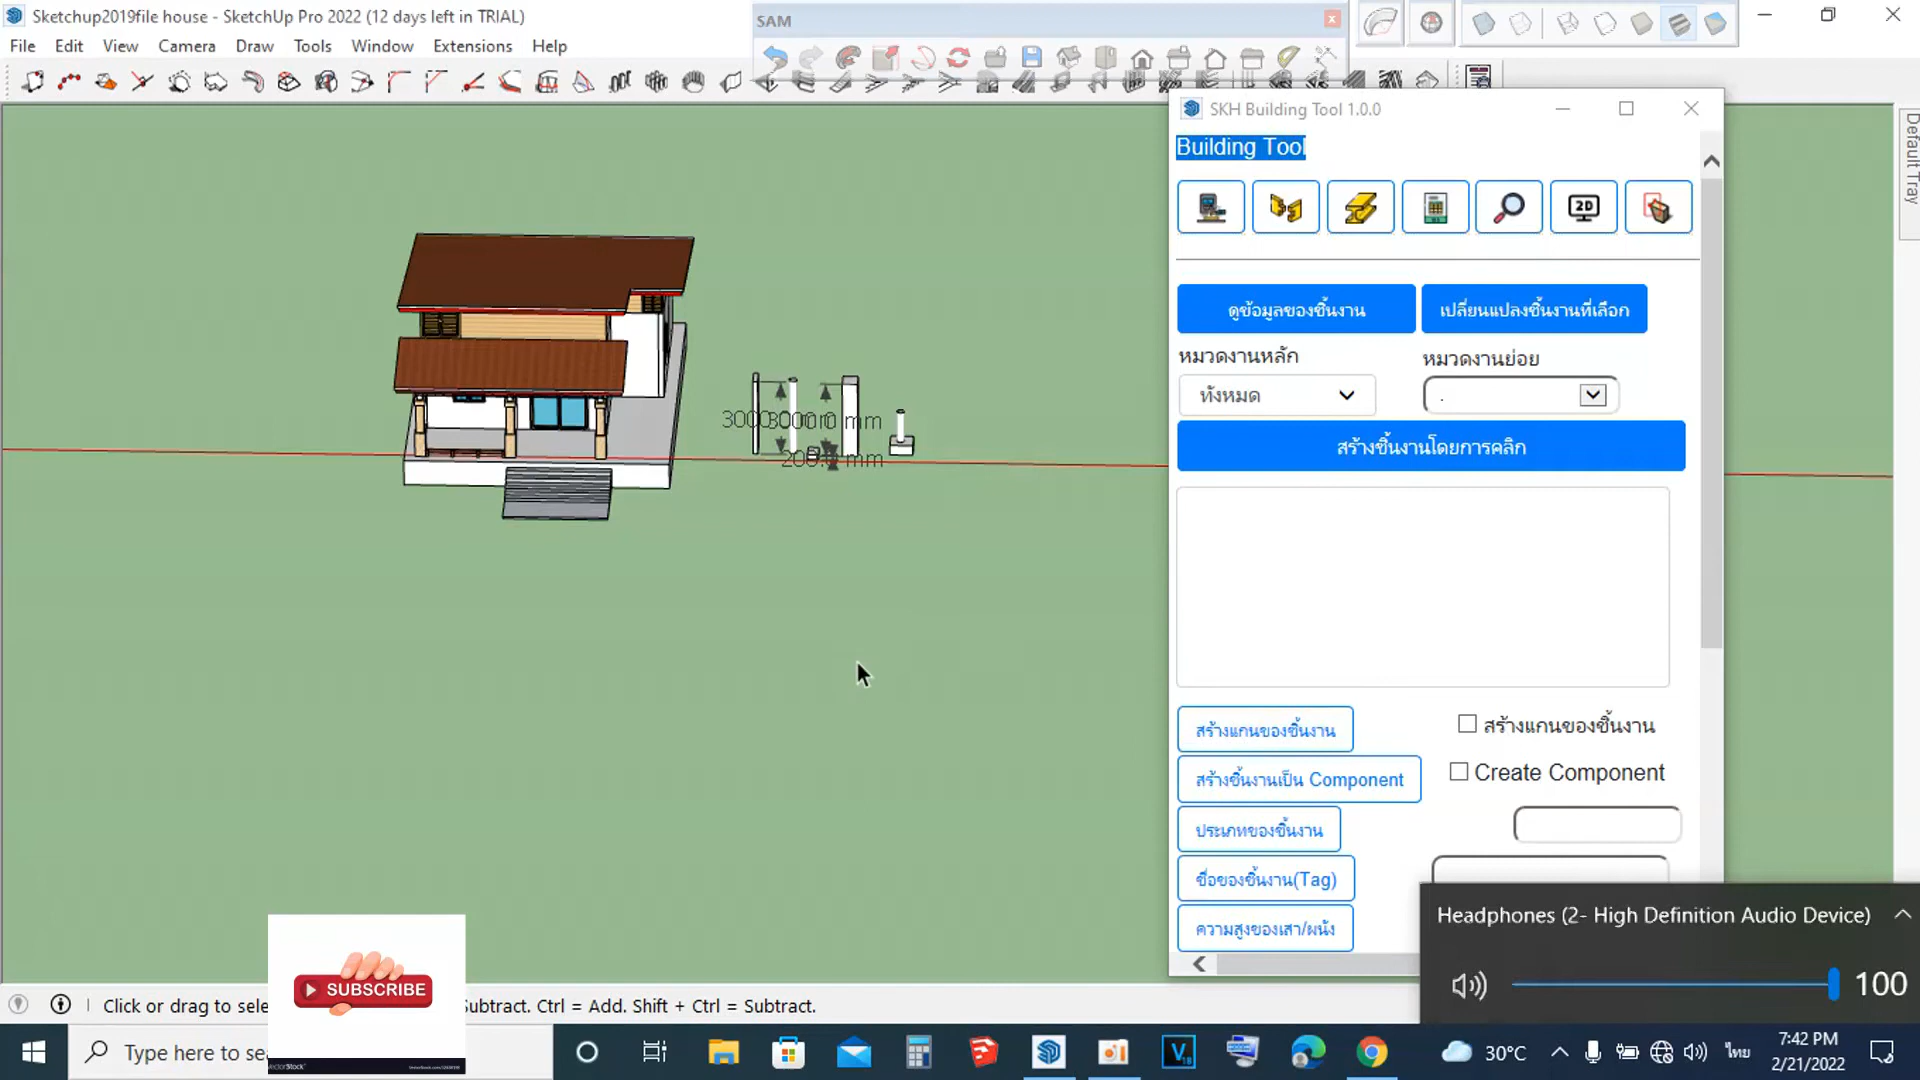 Sketchup2019file house - SketchUp Pro 2022 (12 days left in TRIAL)
SAM
File Edit View Camera Draw Tools Window Extensions Help
Default Tray
SKH Building Tool 1.0.0
Building Tool
2D
ดูข้อมูลของชิ้นงาน เปลี่ยนแปลงชิ้นงานที่เลือก
หมวดงานหลัก หมวดงานย่อย
ทั้งหมด .
สร้างชิ้นงานโดยการคลิก
สร้างแกนของชิ้นงาน สร้างแกนของชิ้นงาน
สร้างชิ้นงานเป็น Component Create Component
ประเภทของชิ้นงาน
ชื่อของชิ้นงาน(Tag)
ความสูงของเสา/ผนัง
Headphones (2- High Definition Audio Device)
100
SUBSCRIBE
VectorStock
Click or drag to sele
Subtract. Ctrl = Add. Shift + Ctrl = Subtract.
Type here to sea
30°C
ไทย
7:42 PM
2/21/2022